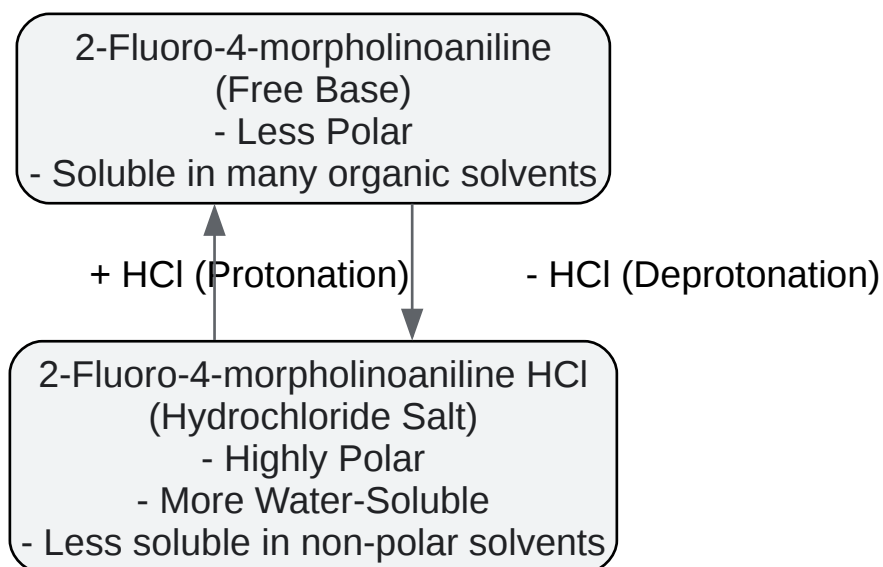 2-Fluoro-4-morpholinoaniline
(Free Base)
- Less Polar
- Soluble in many organic solvents
+ HCl (Protonation)
- HCl (Deprotonation)
2-Fluoro-4-morpholinoaniline HCl
(Hydrochloride Salt)
- Highly Polar
- More Water-Soluble
- Less soluble in non-polar solvents